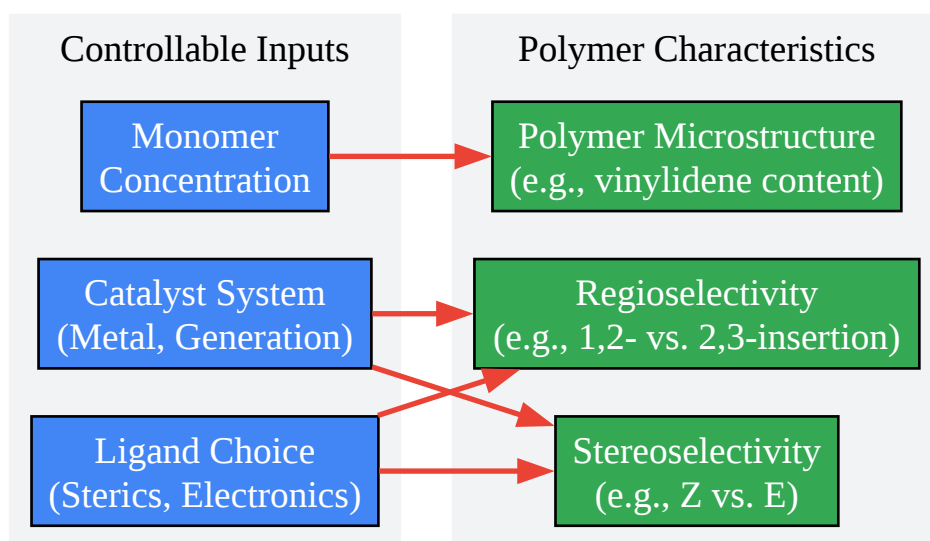 Controllable Inputs
Monomer
Concentration
Catalyst System
(Metal, Generation)
Ligand Choice
(Sterics, Electronics)
Polymer Characteristics
Polymer Microstructure
(e.g., vinylidene content)
Regioselectivity
(e.g., 1,2- vs. 2,3-insertion)
Stereoselectivity
(e.g., Z vs. E)